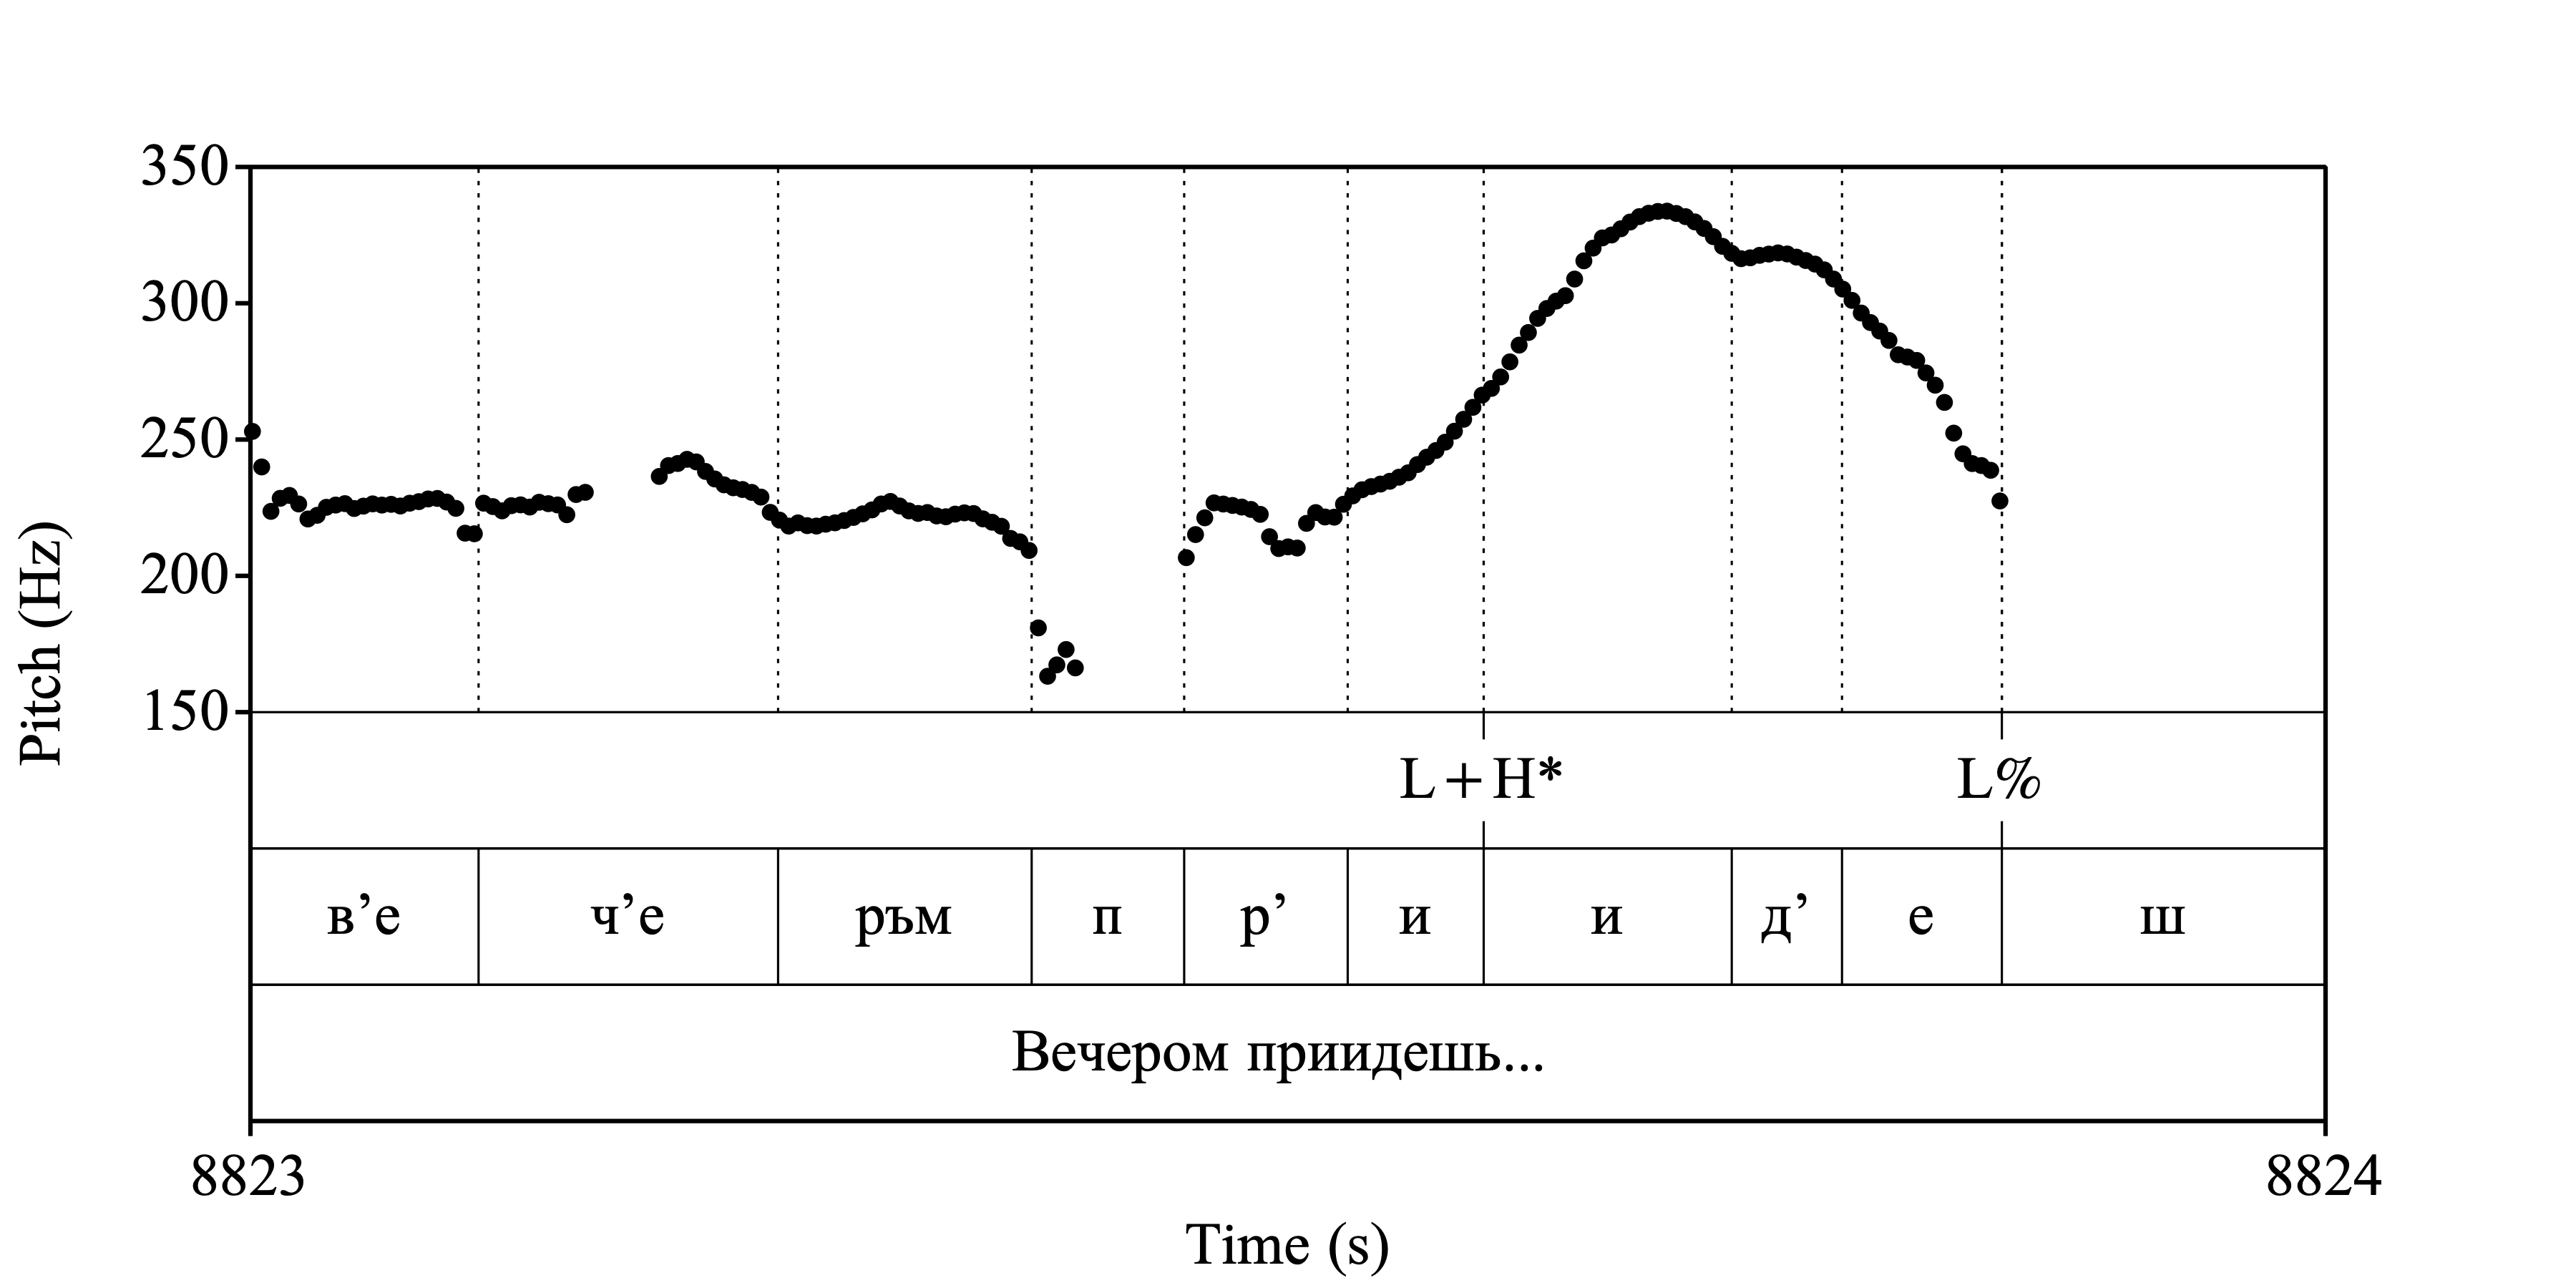 350
300
250
200
150
Pitch (Hz)
L+H* L%
в’е ч’е ръм п р’ и и д’ е ш
Вечером приидешь...
8823 8824
Time (s)